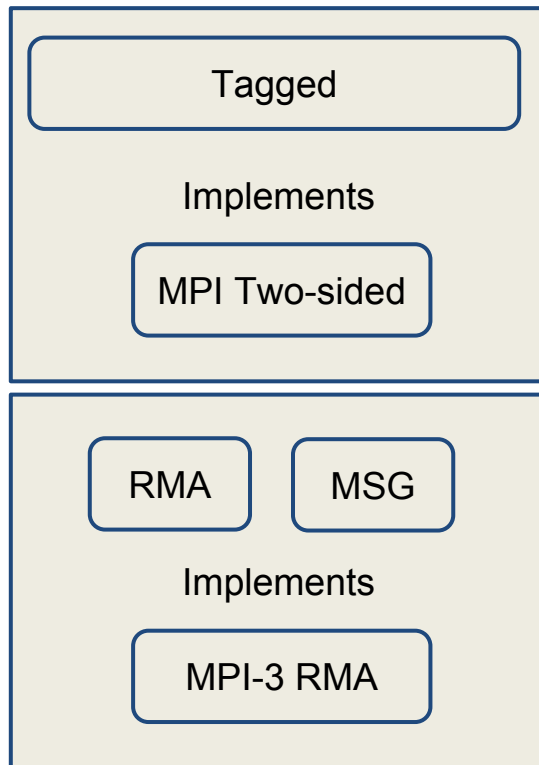 Tagged
Implements
MPI Two-sided
RMA MSG
Implements
MPI-3 RMA